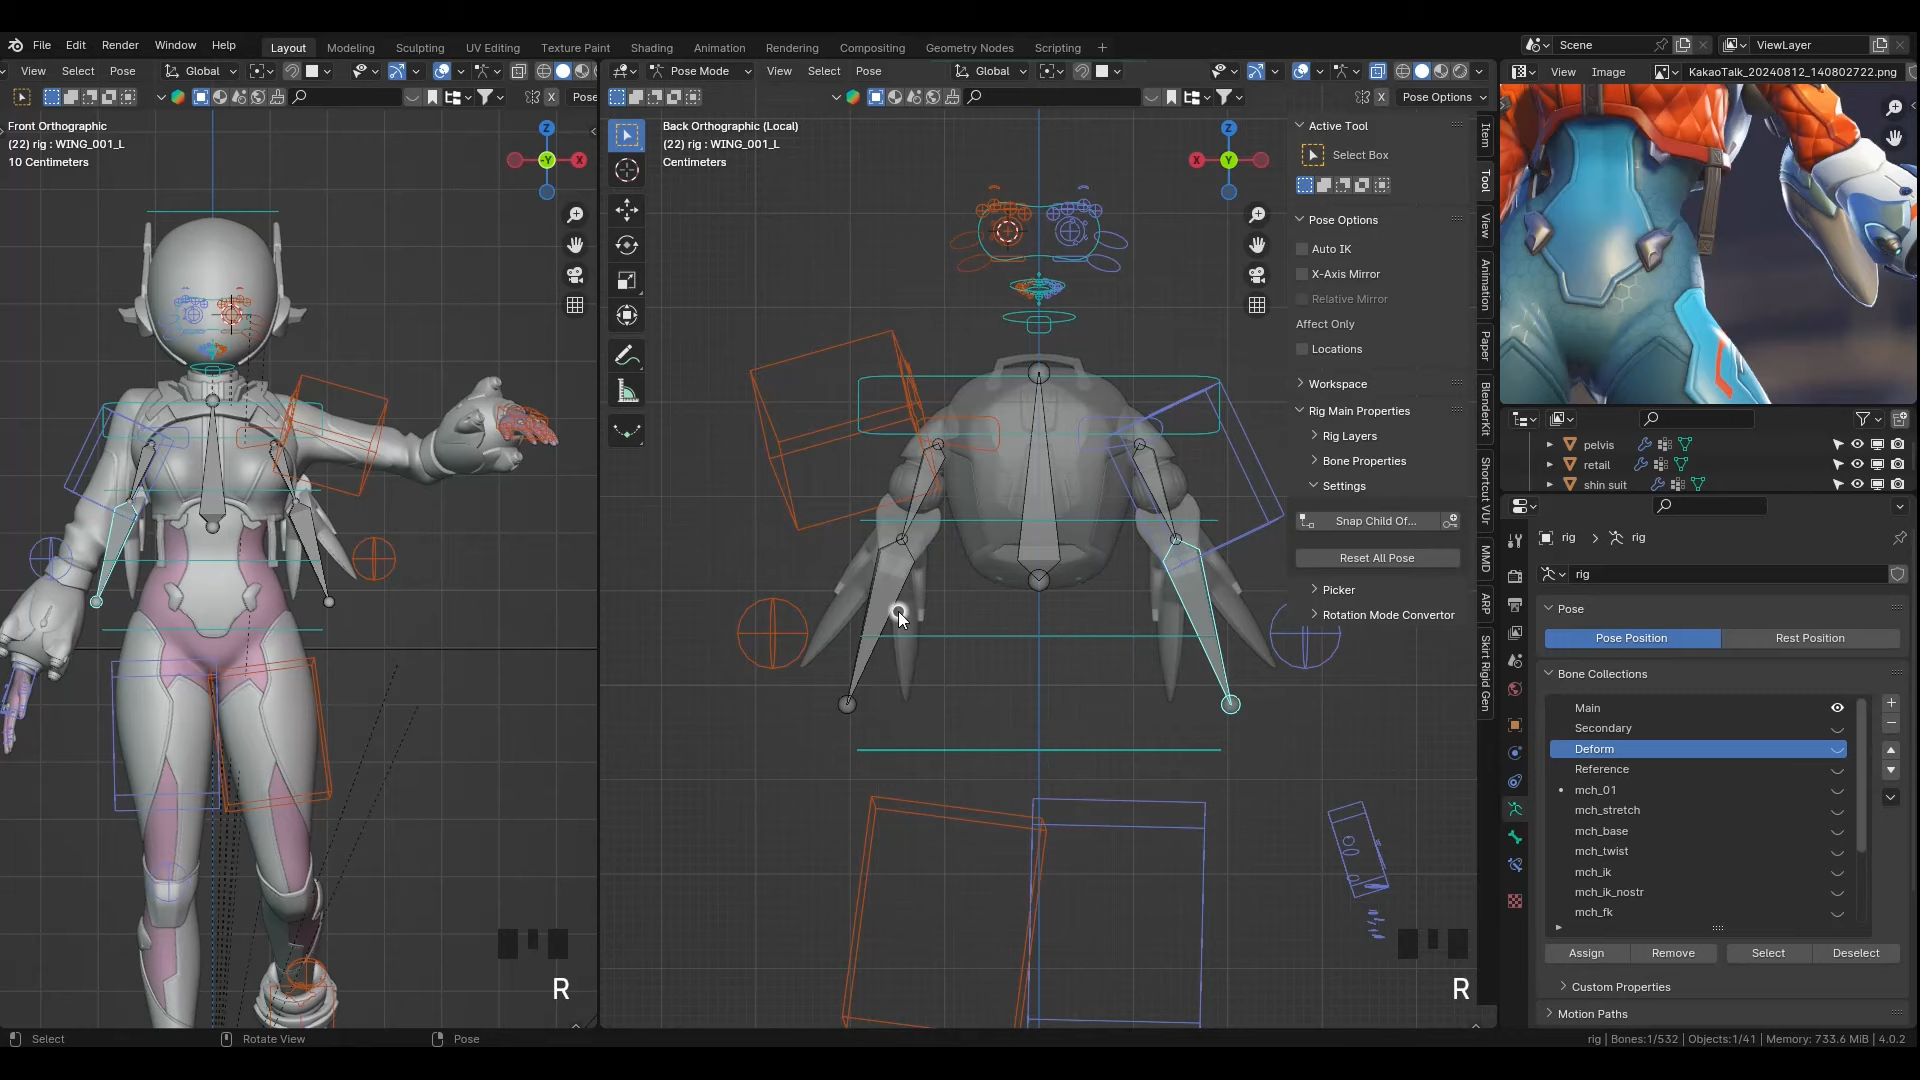 File Edit Render Window Help Layout Modeling Sculpting UV Editing Texture Paint Shading Animation Rendering Compositing Geometry Nodes Scripting + Scene ViewLayer
View Select Pose Global
Pose
Front Orthographic
(22) rig : WING_001_L
10 Centimeters
Z
-Y X
R
Pose Mode View Select Pose Global
X Pose Options
Back Orthographic (Local)
(22) rig : WING_001_L
Centimeters
Z
X Y
Active Tool
Select Box
Pose Options
Auto IK
X-Axis Mirror
Relative Mirror
Affect Only
Locations
Workspace
Rig Main Properties
Rig Layers
Bone Properties
Settings
Snap Child Of...
Reset All Pose
Picker
Rotation Mode Convertor
Item
Tool
View
Animation
Paper
BlenderKit
Shortcut VUr
MMD
ARP
Skirt Rigid Gen
R
View Image KakaoTalk_20240812_140802722.png
pelvis
retail
shin suit
rig rig
rig
Pose
Pose Position Rest Position
Bone Collections
Main
Secondary
Deform
Reference
mch_01
mch_stretch
mch_base
mch_twist
mch_ik
mch_ik_nostr
mch_fk
Assign Remove Select Deselect
Custom Properties
Motion Paths
Select Rotate View Pose
rig | Bones:1/532 | Objects:1/41 | Memory: 733.6 MiB | 4.0.2